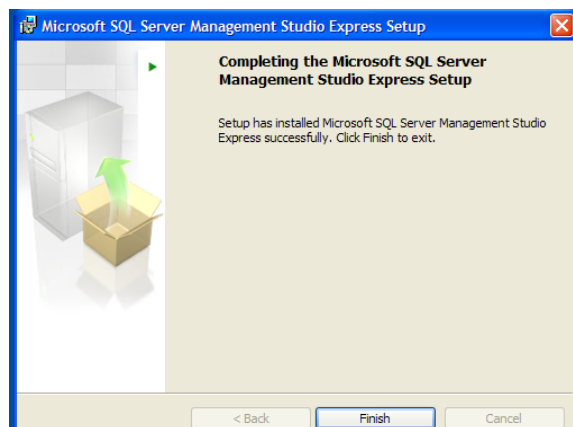 Microsoft SQL Server Management Studio Express Setup
Completing the Microsoft SQL Server
Management Studio Express Setup
Setup has installed Microsoft SQL Server Management Studio
Express successfully. Click Finish to exit.
< Back
Finish
Cancel